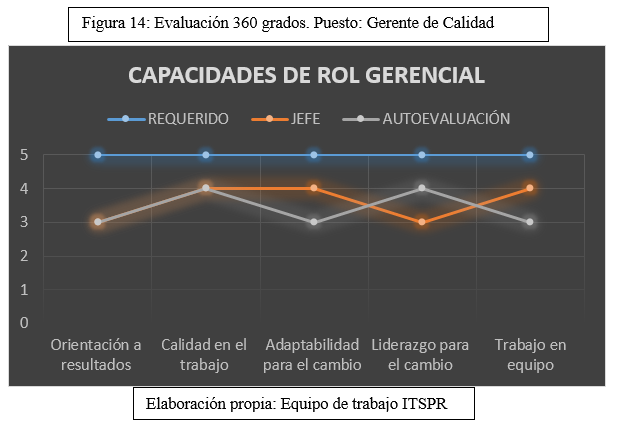 Figura 14: Evaluación 360 grados. Puesto: Gerente de Calidad
CAPACIDADES DE ROL GERENCIAL
REQUERIDO JEFE AUTOEVALUACIÓN
5
4
3
2
1
0
Orientación a
resultados
Calidad en el
trabajo
Adaptabilidad
para el cambio
Liderazgo para
el cambio
Trabajo en
equipo
Elaboración propia: Equipo de trabajo ITSPR